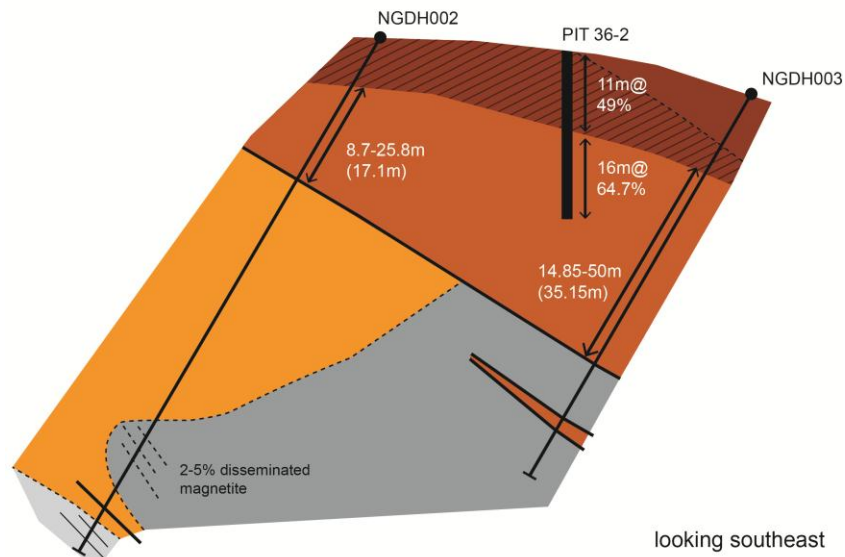 NGDH002
PIT 36-2
NGDH003
11m@
49%
8.7-25.8m
(17.1m)
16m@
64.7%
14.85-50m
(35.15m)
2-5% disseminated
magnetite
looking southeast